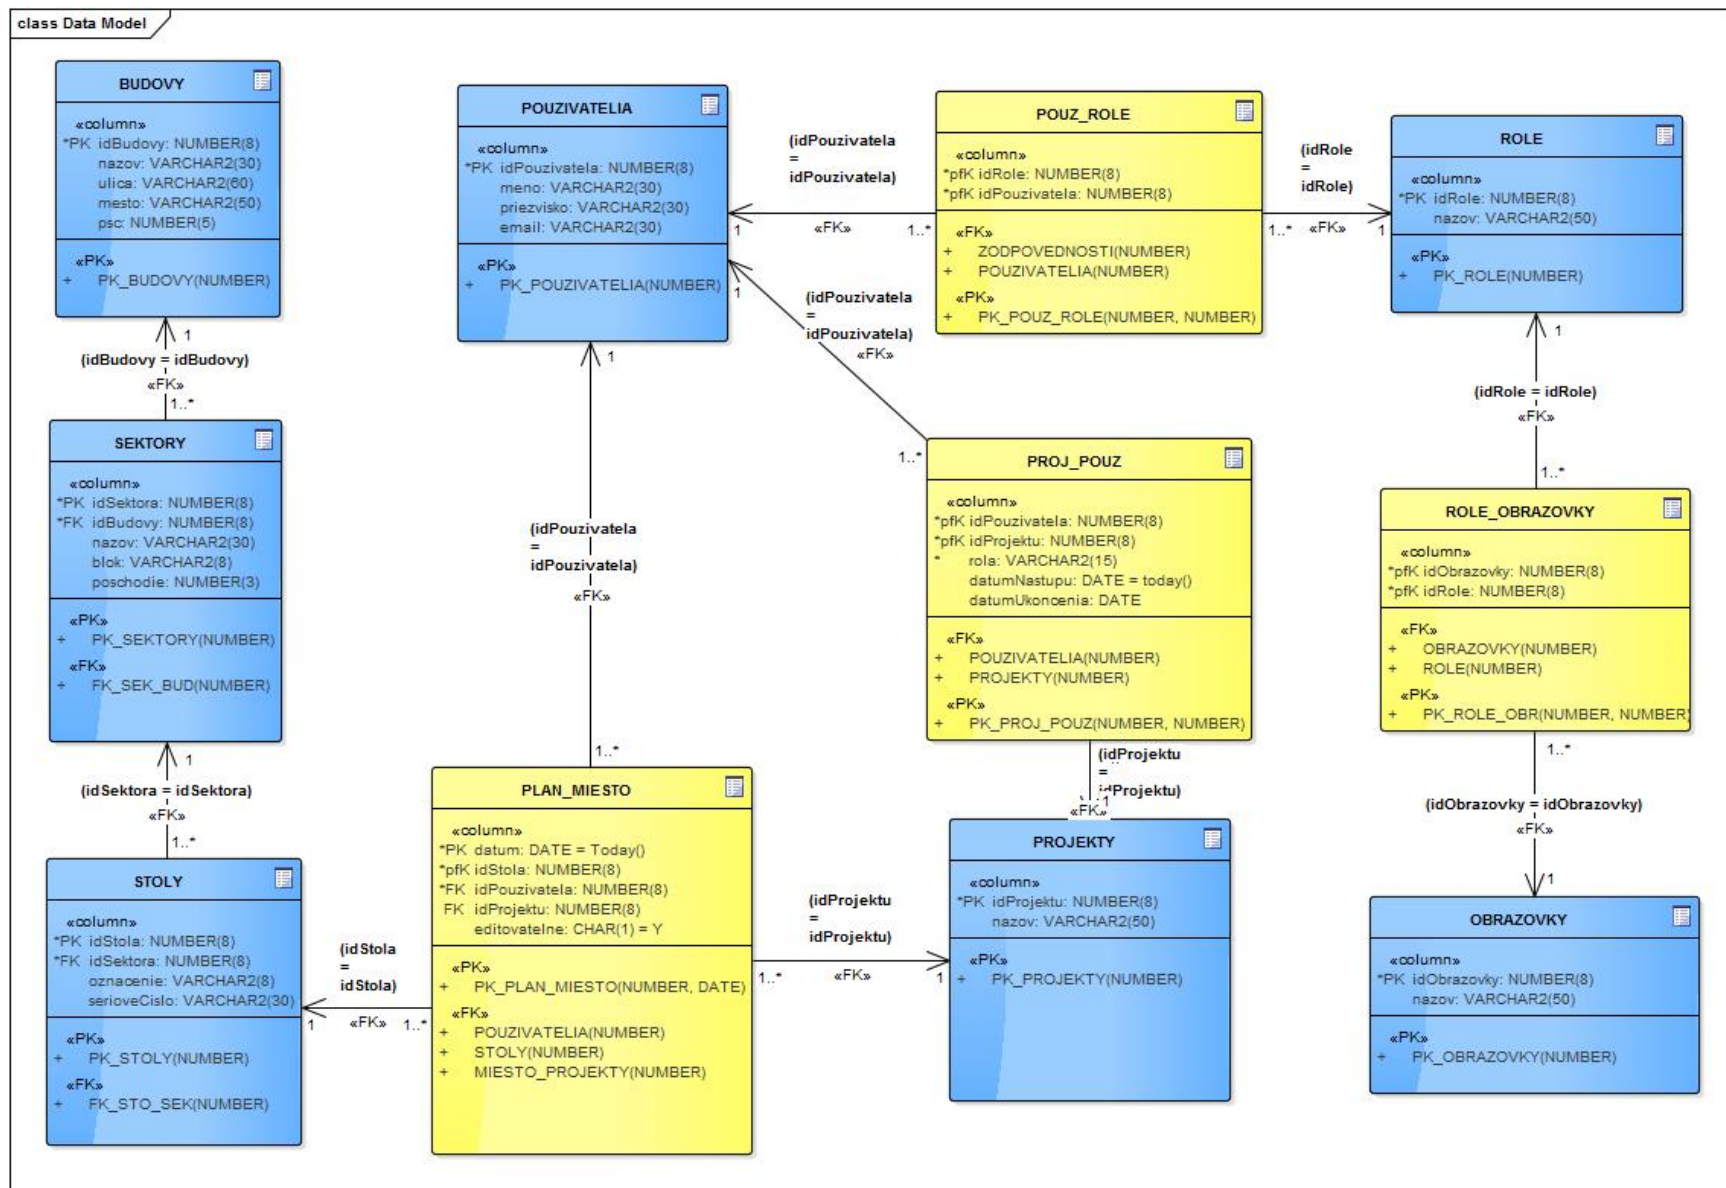 class Data Model
BUDOVY
«column»
*PK idBudovy: NUMBER(8)
nazov: VARCHAR2(30)
ulica: VARCHAR2(60)
mesto: VARCHAR2(50)
psc: NUMBER(5)
«PK»
+ PK_BUDOVY(NUMBER)
1
(idBudovy = idBudovy)
«FK»
1..*
SEKTORY
«column»
*PK idSektora: NUMBER(8)
*FK idBudovy: NUMBER(8)
nazov: VARCHAR2(30)
blok: VARCHAR2(8)
poschodie: NUMBER(3)
«PK»
+ PK_SEKTORY(NUMBER)
«FK»
+ FK_SEK_BUD(NUMBER)
1
(idSektora = idSektora)
«FK»
1..*
STOLY
«column»
*PK idStola: NUMBER(8)
*FK idSektora: NUMBER(8)
oznacenie: VARCHAR2(8)
serioveCislo: VARCHAR2(30)
«PK»
+ PK_STOLY(NUMBER)
«FK»
+ FK_STO_SEK(NUMBER)
(idStola
=
idStola)
1
«FK»
1..*
POUZIVATELIA
«column»
*PK idPouzivatela: NUMBER(8)
meno: VARCHAR2(30)
priezvisko: VARCHAR2(30)
email: VARCHAR2(30)
«PK»
+ PK_POUZIVATELIA(NUMBER)
1
(idPouzivatela
=
idPouzivatela)
«FK»
1..*
PLAN_MIESTO
«column»
*PK datum: DATE = Today()
*pfK idStola: NUMBER(8)
*FK idPouzivatela: NUMBER(8)
FK idProjektu: NUMBER(8)
editovatelne: CHAR(1) = Y
«PK»
+ PK_PLAN_MIESTO(NUMBER, DATE)
«FK»
+ POUZIVATELIA(NUMBER)
+ STOLY(NUMBER)
+ MIESTO_PROJEKTY(NUMBER)
(idProjektu
=
idProjektu)
1..*
«FK»
1
(idPouzivatela
=
idPouzivatela)
1
«FK»
1..*
POUZ_ROLE
«column»
*pfK idRole: NUMBER(8)
*pfK idPouzivatela: NUMBER(8)
«FK»
+ ZODPOVEDNOSTI(NUMBER)
+ POUZIVATELIA(NUMBER)
«PK»
+ PK_POUZ_ROLE(NUMBER, NUMBER)
1
(idPouzivatela
=
idPouzivatela)
«FK»
1..*
PROJ_POUZ
«column»
*pfK idPouzivatela: NUMBER(8)
*pfK idProjektu: NUMBER(8)
* rola: VARCHAR2(15)
datumNastupu: DATE = today()
datumUkoncenia: DATE
«FK»
+ POUZIVATELIA(NUMBER)
+ PROJEKTY(NUMBER)
«PK»
+ PK_PROJ_POUZ(NUMBER, NUMBER)
(idProjektu
=
idProjektu)
1
«FK»
PROJEKTY
«column»
*PK idProjektu: NUMBER(8)
nazov: VARCHAR2(50)
«PK»
+ PK_PROJEKTY(NUMBER)
(idRole
=
idRole)
1..*
«FK»
1
ROLE
«column»
*PK idRole: NUMBER(8)
nazov: VARCHAR2(50)
«PK»
+ PK_ROLE(NUMBER)
1
(idRole = idRole)
«FK»
1..*
ROLE_OBRAZOVKY
«column»
*pfK idObrazovky: NUMBER(8)
*pfK idRole: NUMBER(8)
«FK»
+ OBRAZOVKY(NUMBER)
+ ROLE(NUMBER)
«PK»
+ PK_ROLE_OBR(NUMBER, NUMBER)
1..*
(idObrazovky = idObrazovky)
«FK»
1
OBRAZOVKY
«column»
*PK idObrazovky: NUMBER(8)
nazov: VARCHAR2(50)
«PK»
+ PK_OBRAZOVKY(NUMBER)